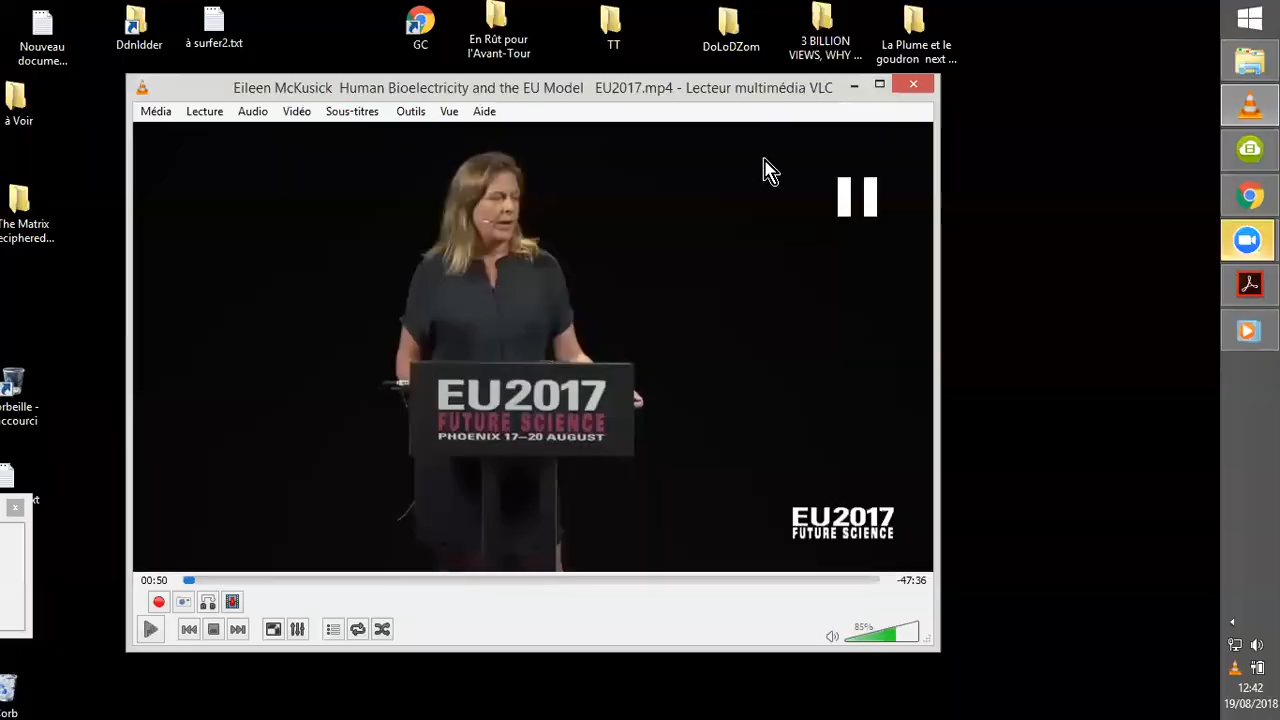 Nouveau
docume...
DdnIdder
à surfer2.txt
GC
En Rût pour
l'Avant-Tour
TT
DoLoDZom
3 BILLION
VIEWS, WHY ...
La Plume et le
goudron next ...
à Voir
The Matrix
eciphered...
orbeille -
accourci
xt
Corb
Eileen McKusick Human Bioelectricity and the EU Model EU2017.mp4 - Lecteur multimédia VLC
Média Lecture Audio Vidéo Sous-titres Outils Vue Aide
EU2017
FUTURE SCIENCE
PHOENIX 17–20 AUGUST
EU2017
FUTURE SCIENCE
00:50
-47:36
85%
12:42
19/08/2018